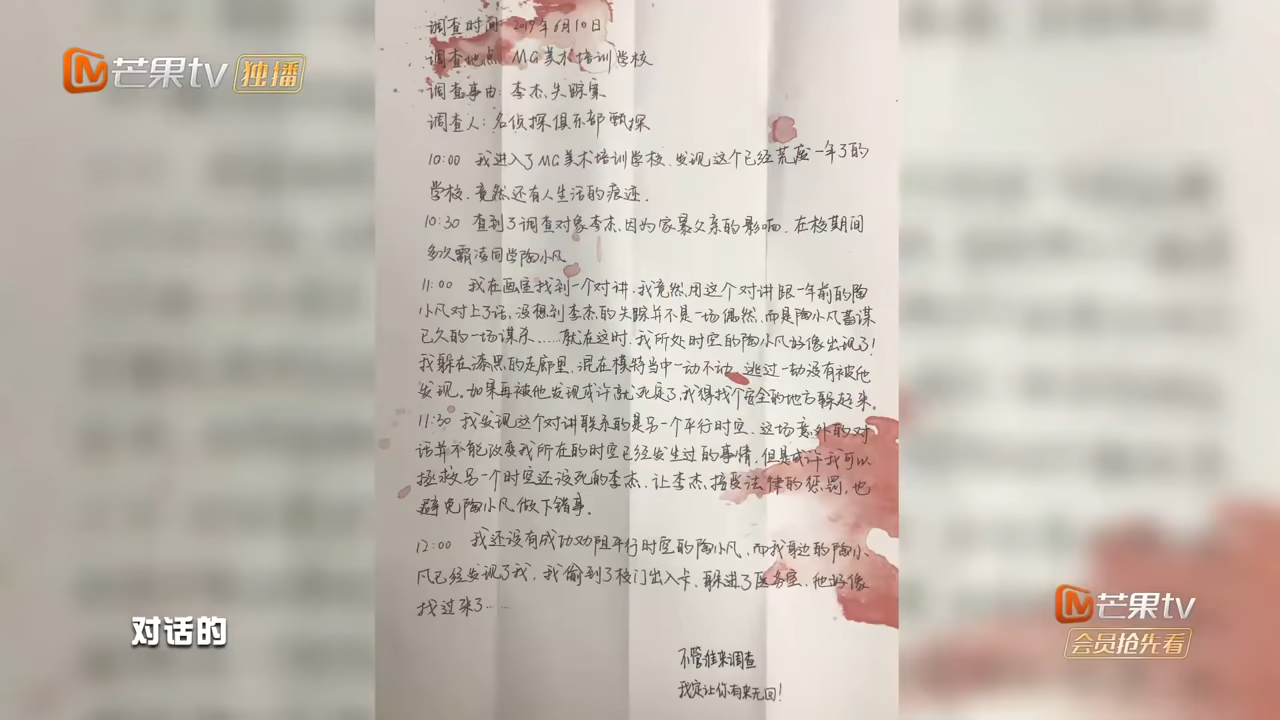 芒果tv 独播
调查时间：2019年6月10日
调查地点：MG美术培训学校
调查事由：李杰失踪案
调查人：名侦探俱乐部甄探
10:00 我进入了MG美术培训学校、发现这个已经荒废一年了的
学校、竟然还有人生活的痕迹.
10:30 查到了调查对象李杰,因为家暴父亲的影响、在校期间
多次霸凌同学陶小凡
11:00 我在画室找到一个对讲、我竟然用这个对讲跟一年前的陶
小凡对上了话,没想到李杰的失踪并不是一场偶然,而是陶小凡蓄谋
已久的一场谋杀……就在这时、我所处时空的陶小凡好像出现了!
我躲在漆黑的走廊里,混在模特当中一动不动、逃过一劫没有被他
发现。如果再被他发现或许就死定了,我得找个安全的地方躲起来.
11:30 我发现这个对讲联系的是另一个平行时空、这场意外的对
话并不能改变我所在的时空已经发生过的事情,但是或许我可以
拯救另一个时空还没死的李杰、让李杰接受法律的惩罚,也
避免陶小凡做下错事.
12:00 我还没有成功劝阻平行时空的陶小凡,而我身边的陶小
凡已经发现了我,我偷到了校门出入卡、躲进了医务室、他好像
找过来了……
不管谁来调查
我定让你有来无回!
对话的
芒果tv
会员抢先看